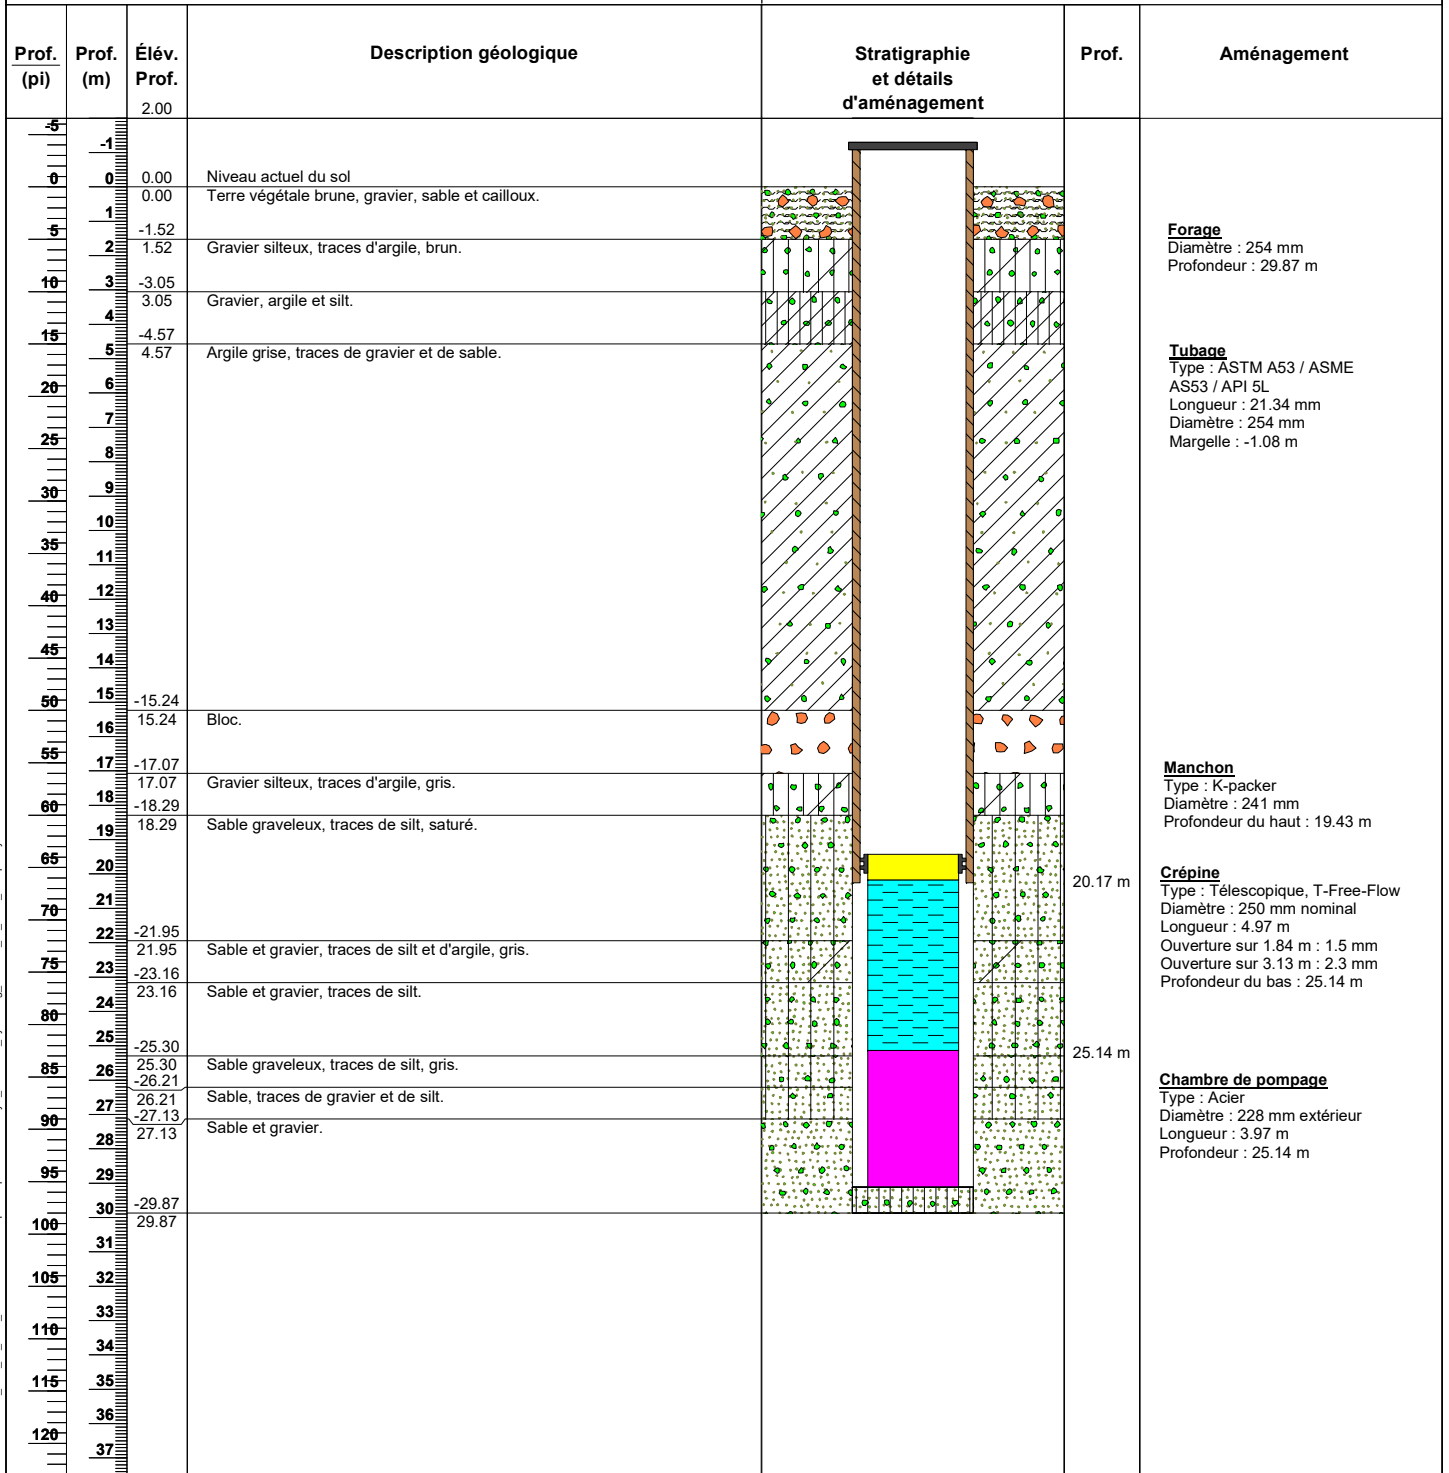 Prof.
(pi)
Prof.
(m)
Élév.
Prof.
2.00
Description géologique
Stratigraphie
et détails
d'aménagement
Prof.
Aménagement
-5
0
5
10
15
20
25
30
35
40
45
50
55
60
65
70
75
80
85
90
95
100
105
110
115
120
-1
0
1
2
3
4
5
6
7
8
9
10
11
12
13
14
15
16
17
18
19
20
21
22
23
24
25
26
27
28
29
30
31
32
33
34
35
36
37
0.00 Niveau actuel du sol
0.00 Terre végétale brune, gravier, sable et cailloux.
-1.52
1.52 Gravier silteux, traces d'argile, brun.
-3.05
3.05 Gravier, argile et silt.
-4.57
4.57 Argile grise, traces de gravier et de sable.
-15.24
15.24 Bloc.
-17.07
17.07 Gravier silteux, traces d'argile, gris.
-18.29
18.29 Sable graveleux, traces de silt, saturé.
-21.95
21.95 Sable et gravier, traces de silt et d'argile, gris.
-23.16
23.16 Sable et gravier, traces de silt.
-25.30
25.30 Sable graveleux, traces de silt, gris.
-26.21
26.21 Sable, traces de gravier et de silt.
-27.13
27.13 Sable et gravier.
-29.87
29.87
20.17 m
25.14 m
Forage
Diamètre : 254 mm
Profondeur : 29.87 m
Tubage
Type : ASTM A53 / ASME
AS53 / API 5L
Longueur : 21.34 mm
Diamètre : 254 mm
Margelle : -1.08 m
Manchon
Type : K-packer
Diamètre : 241 mm
Profondeur du haut : 19.43 m
Crépine
Type : Télescopique, T-Free-Flow
Diamètre : 250 mm nominal
Longueur : 4.97 m
Ouverture sur 1.84 m : 1.5 mm
Ouverture sur 3.13 m : 2.3 mm
Profondeur du bas : 25.14 m
Chambre de pompage
Type : Acier
Diamètre : 228 mm extérieur
Longueur : 3.97 m
Profondeur : 25.14 m